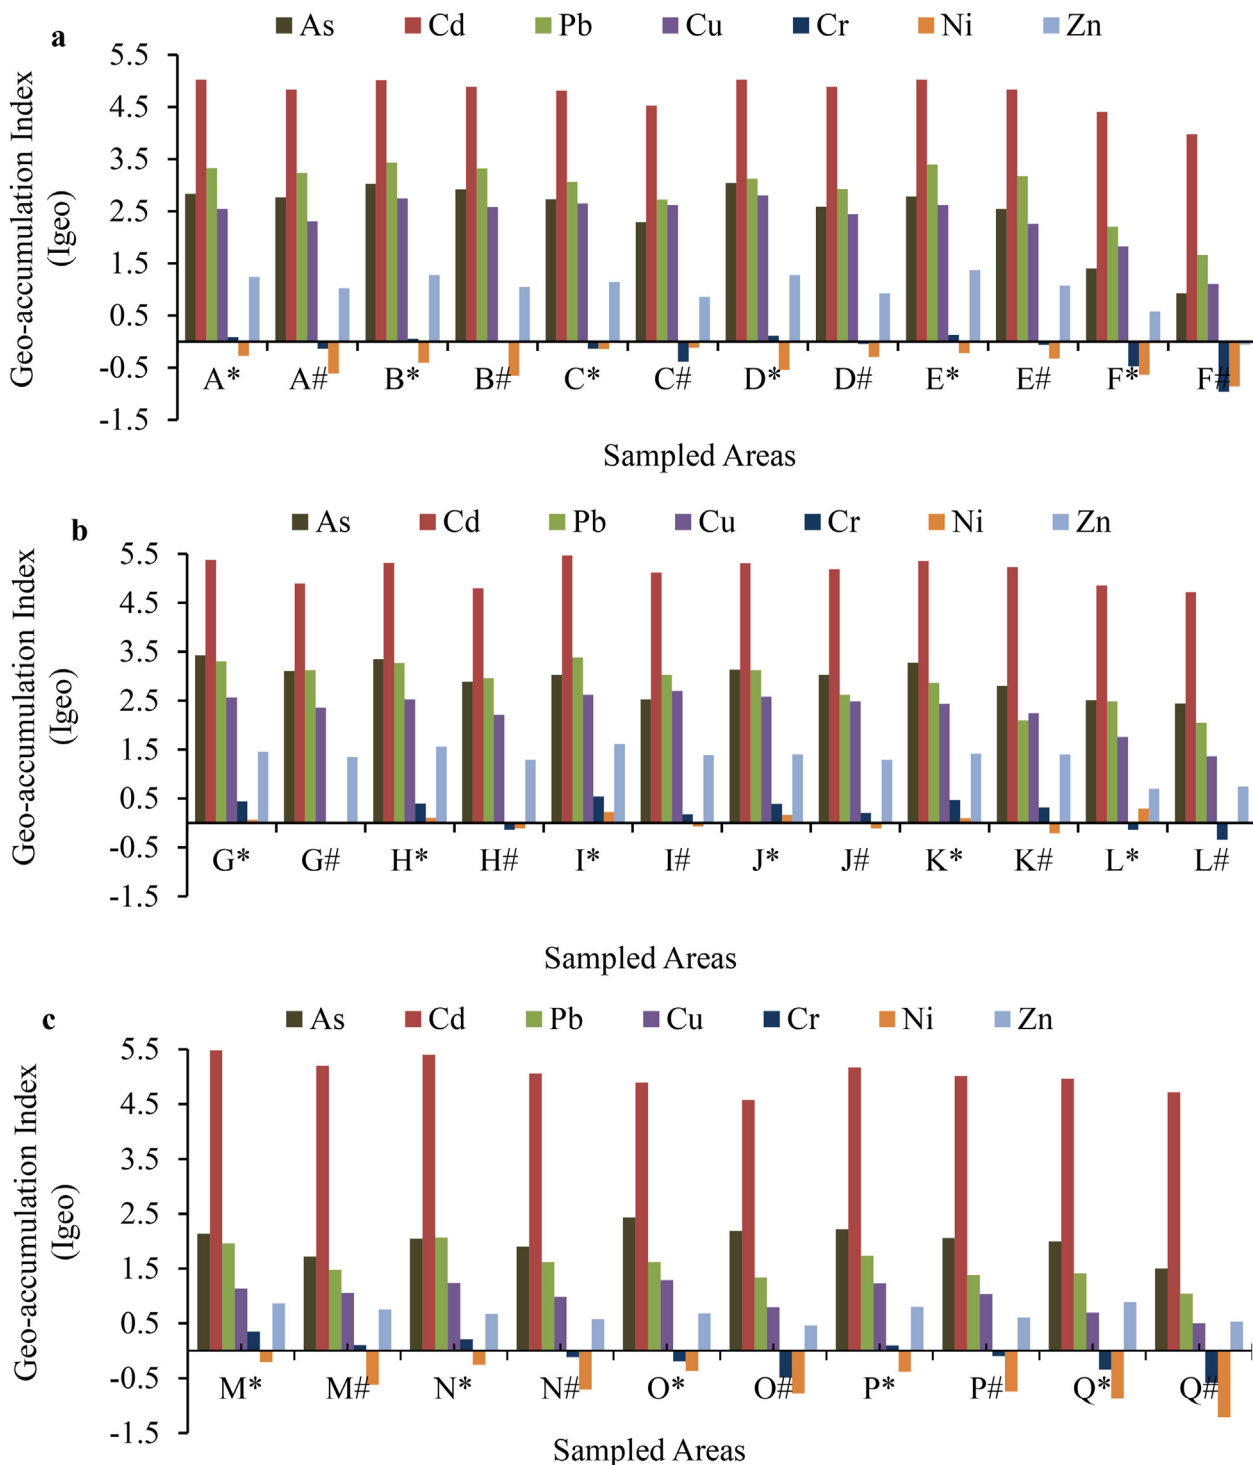 a
As Cd Pb Cu Cr Ni Zn
Geo-accumulation Index
(Igeo)
5.5
4.5
3.5
2.5
1.5
0.5
-0.5
-1.5
A* A# B* B# C* C# D* D# E* E# F* F#
Sampled Areas
b
As Cd Pb Cu Cr Ni Zn
Geo-accumulation Index
(Igeo)
5.5
4.5
3.5
2.5
1.5
0.5
-0.5
-1.5
G* G# H* H# I* I# J* J# K* K# L* L#
Sampled Areas
c
As Cd Pb Cu Cr Ni Zn
Geo-accumulation Index
(Igeo)
5.5
4.5
3.5
2.5
1.5
0.5
-0.5
-1.5
M* M# N* N# O* O# P* P# Q* Q#
Sampled Areas